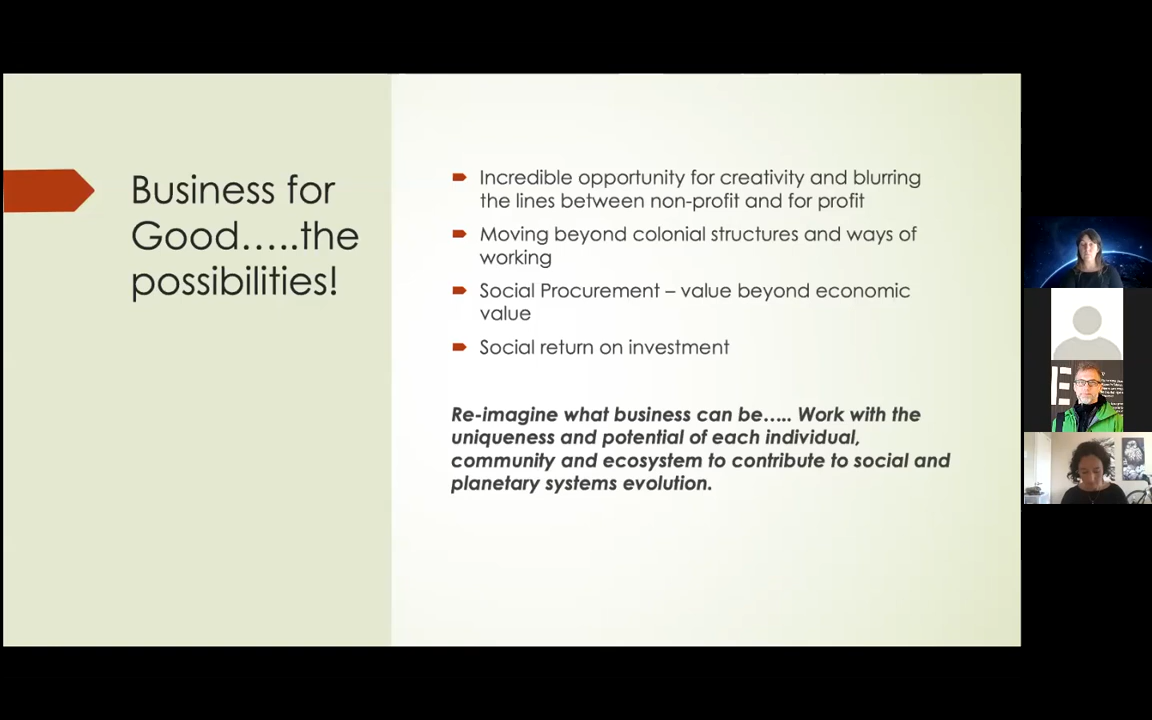 Business for
Good…..the
possibilities!
Incredible opportunity for creativity and blurring
the lines between non-profit and for profit
Moving beyond colonial structures and ways of
working
Social Procurement – value beyond economic
value
Social return on investment
Re-imagine what business can be….. Work with the
uniqueness and potential of each individual,
community and ecosystem to contribute to social and
planetary systems evolution.